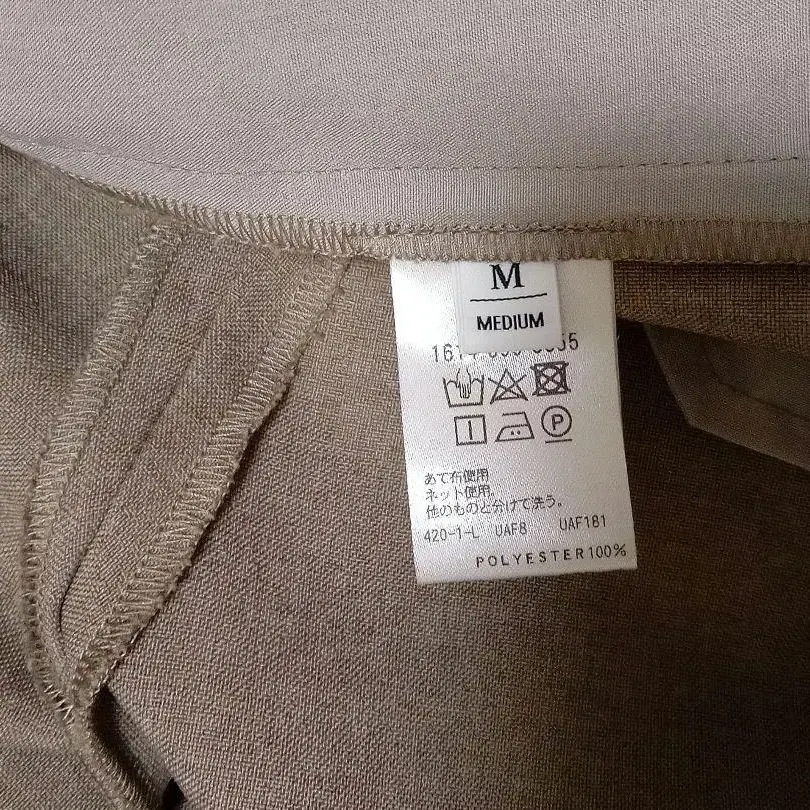 M
MEDIUM
P
あて布使用
ネット使用。
他のものと分けて洗う。
420-1-L UAF8 UAF181
POLYESTER100%